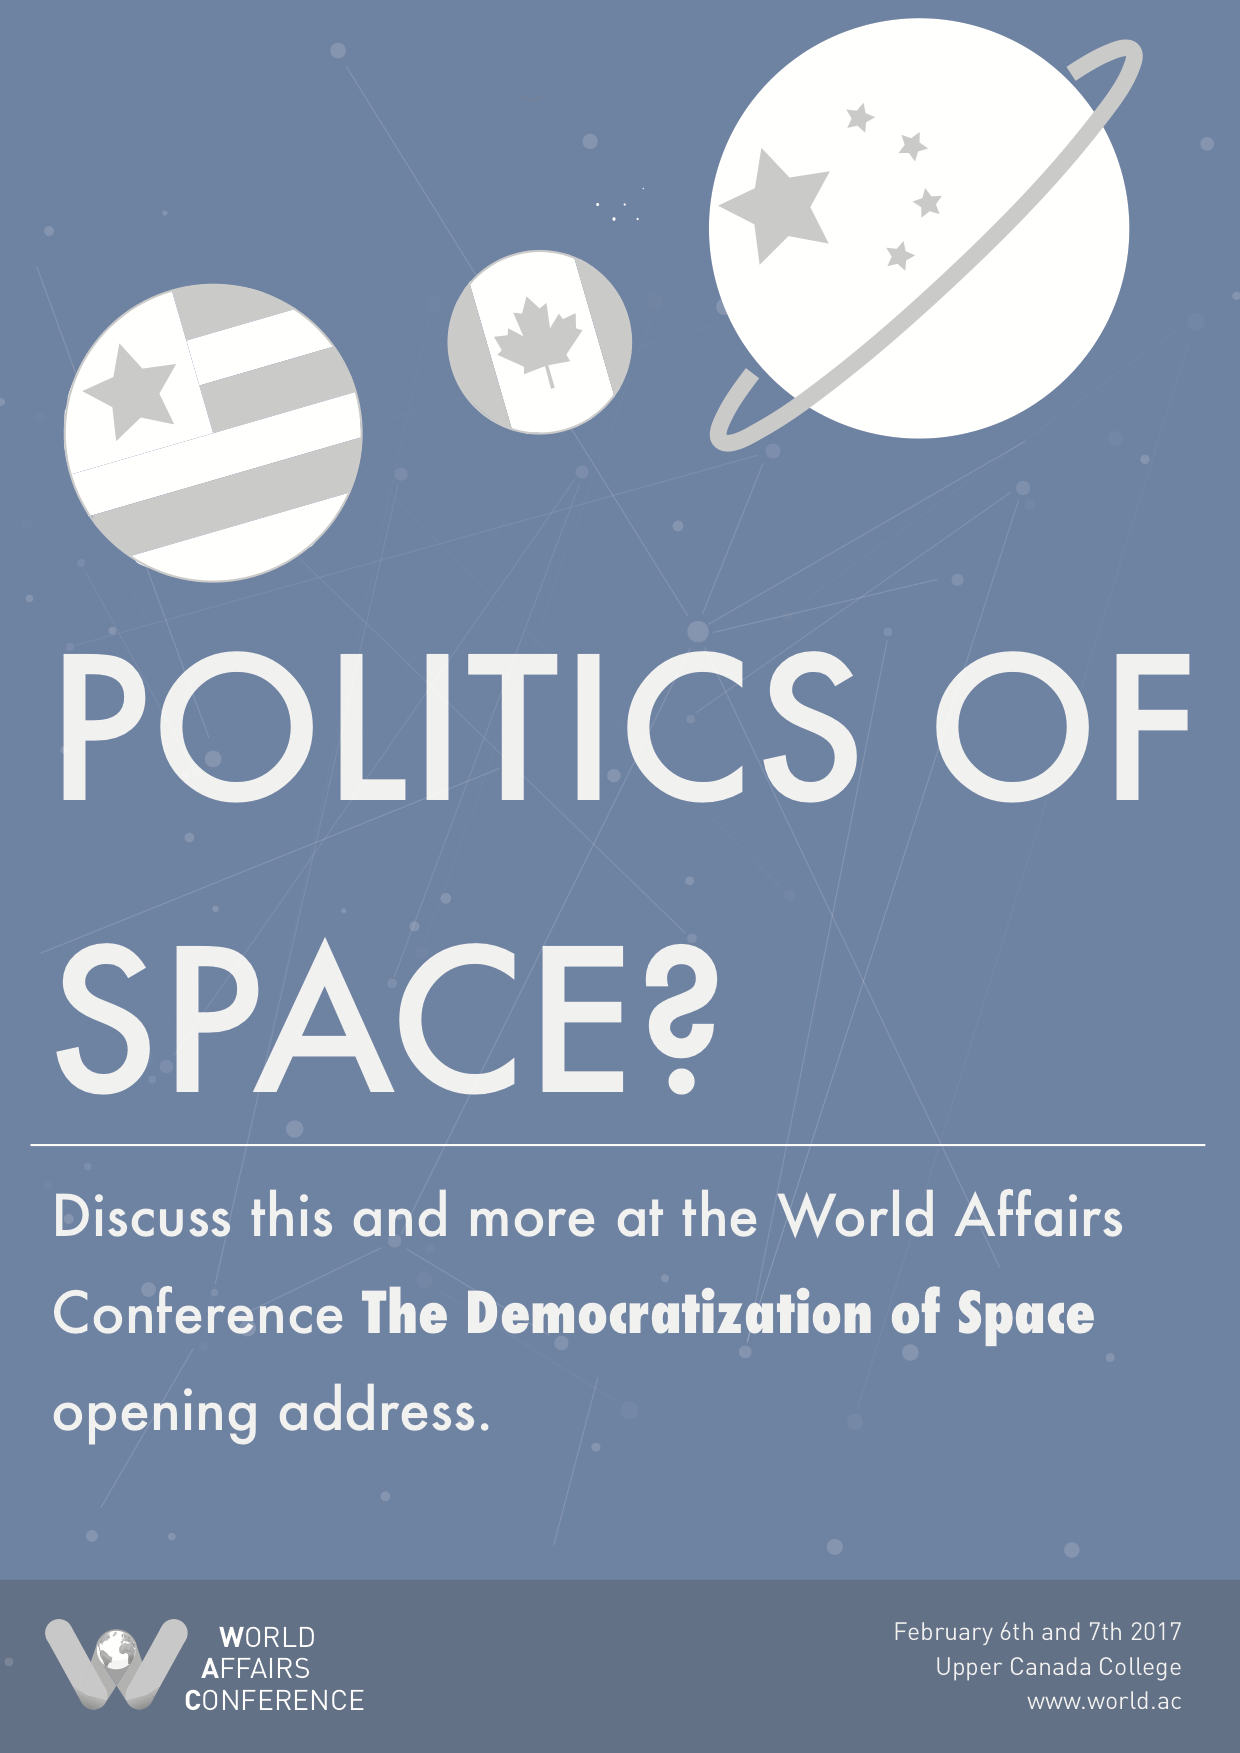 POLITICS OF
SPACE?
Discuss this and more at the World Affairs
Conference The Democratization of Space
opening address.
WORLD
AFFAIRS
CONFERENCE
February 6th and 7th 2017
Upper Canada College
www.world.ac